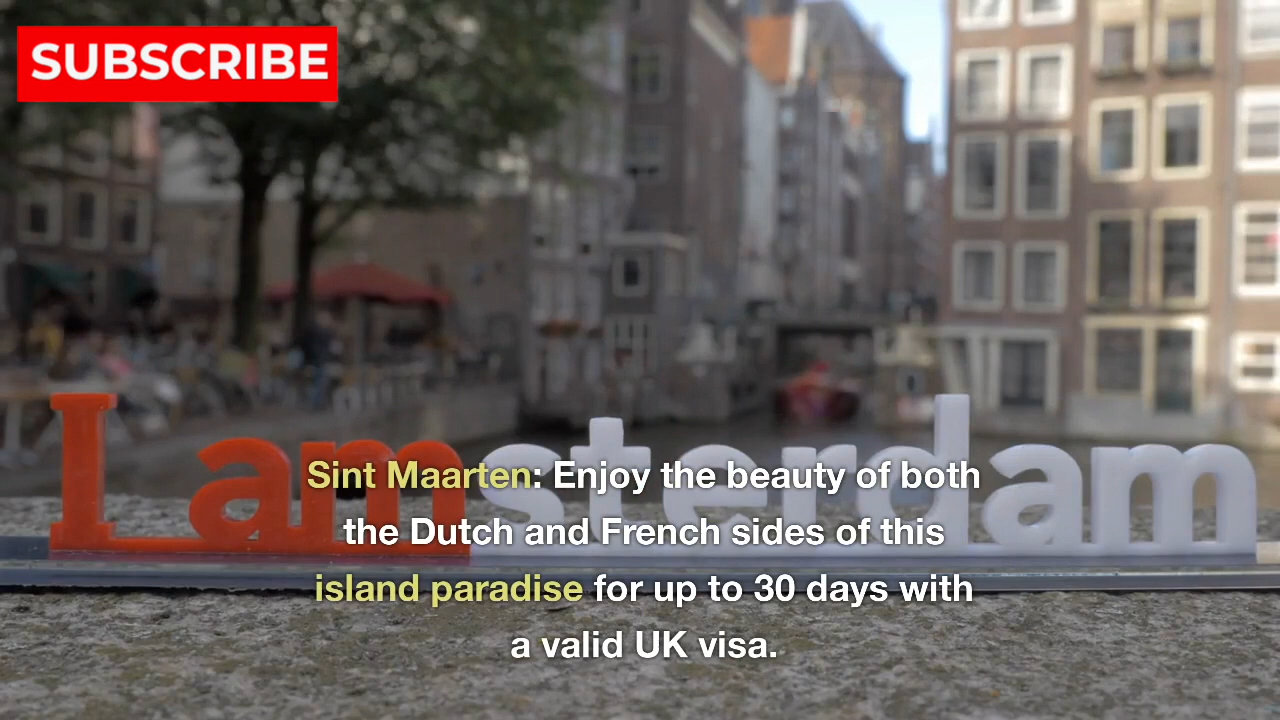 SUBSCRIBE
I amsterdam
Sint Maarten: Enjoy the beauty of both
the Dutch and French sides of this
island paradise for up to 30 days with
a valid UK visa.